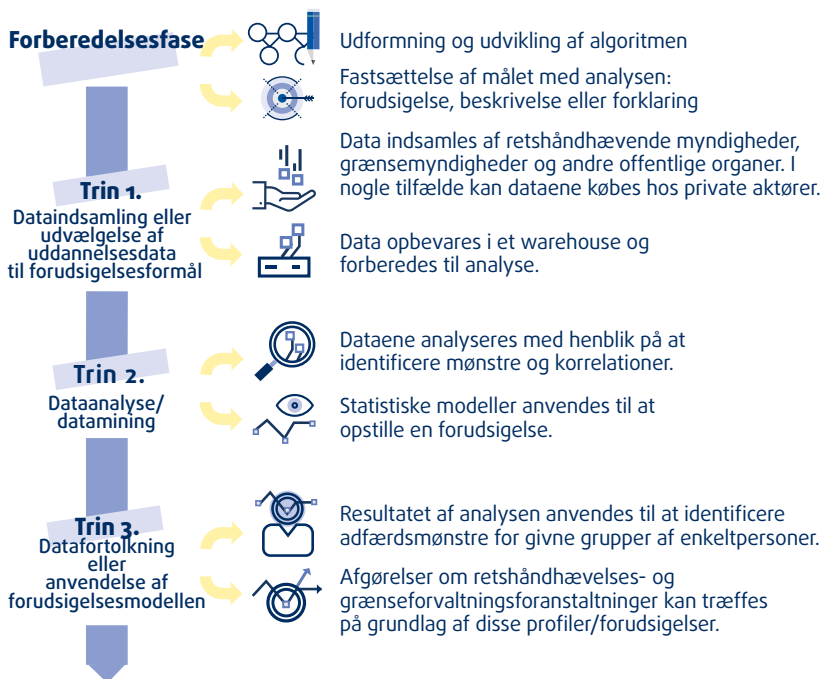 Forberedelsesfase
Udformning og udvikling af algoritmen
Fastsættelse af målet med analysen:
forudsigelse, beskrivelse eller forklaring
Trin 1.
Dataindsamling eller
udvælgelse af
uddannelsesdata
til forudsigelsesformål
Data indsamles af retshåndhævende myndigheder,
grænsemyndigheder og andre offentlige organer. I
nogle tilfælde kan dataene købes hos private aktører.
Data opbevares i et warehouse og
forberedes til analyse.
Trin 2.
Dataanalyse/
datamining
Dataene analyseres med henblik på at
identificere mønstre og korrelationer.
Statistiske modeller anvendes til at
opstille en forudsigelse.
Trin 3.
Datafortolkning
eller
anvendelse af
forudsigelsesmodellen
Resultatet af analysen anvendes til at identificere
adfærdsmønstre for givne grupper af enkeltpersoner.
Afgørelser om retshåndhævelses- og
grænseforvaltningsforanstaltninger kan træffes
på grundlag af disse profiler/forudsigelser.